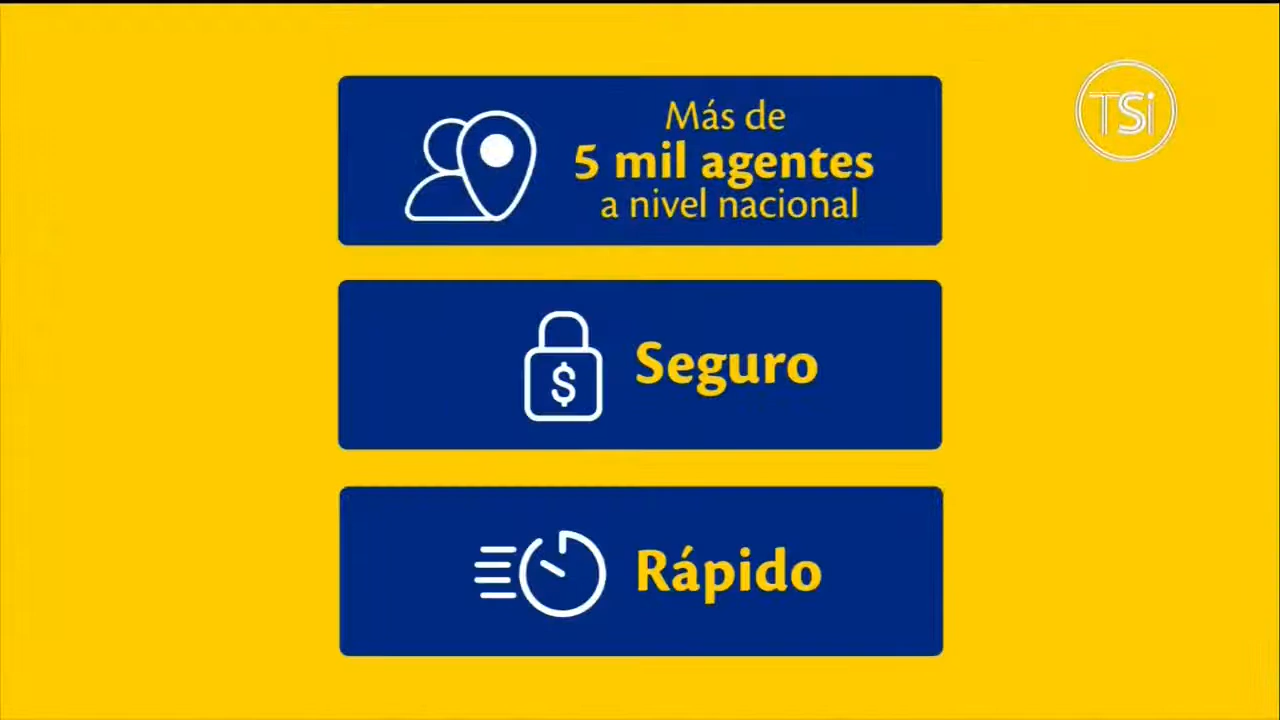 Más de
5 mil agentes
a nivel nacional
TSi
$
Seguro
Rápido